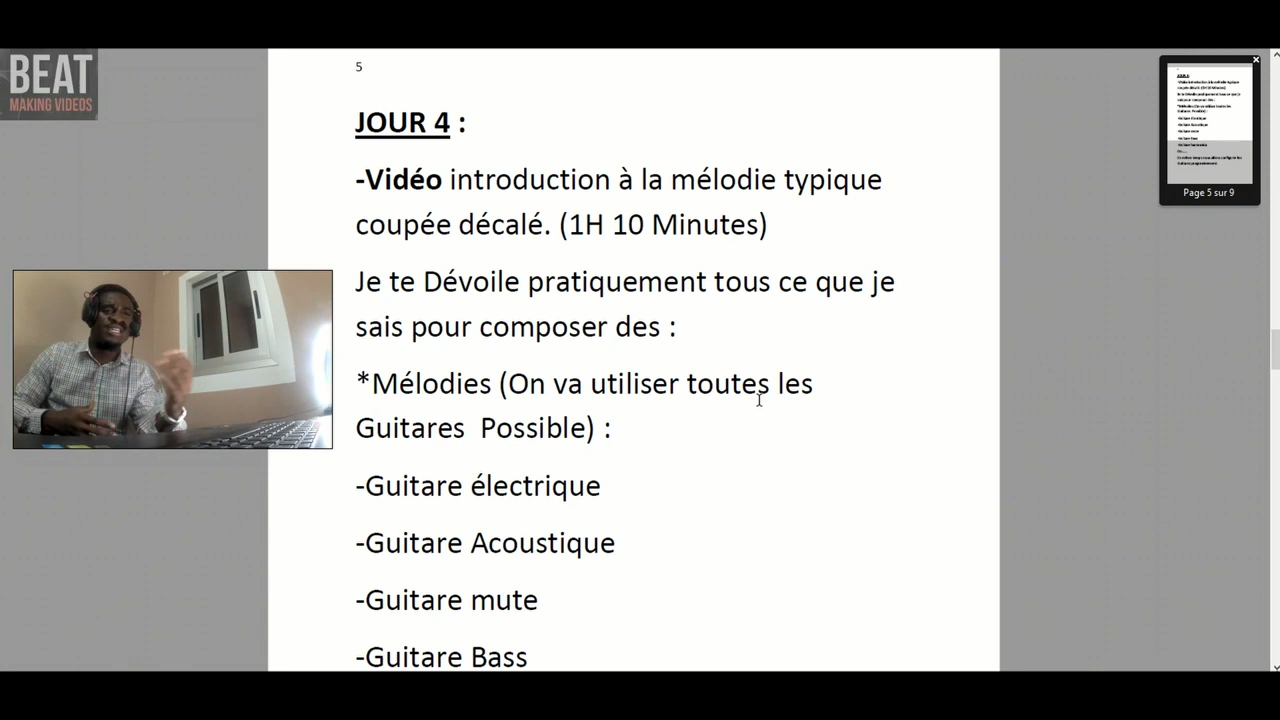 BEAT
MAKING VIDEOS
5
JOUR 4 :
-Vidéo introduction à la mélodie typique
coupée décalé. (1H 10 Minutes)
Je te Dévoile pratiquement tous ce que je
sais pour composer des :
*Mélodies (On va utiliser toutes les
Guitares Possible) :
-Guitare électrique
-Guitare Acoustique
-Guitare mute
-Guitare Bass
Page 5 sur 9